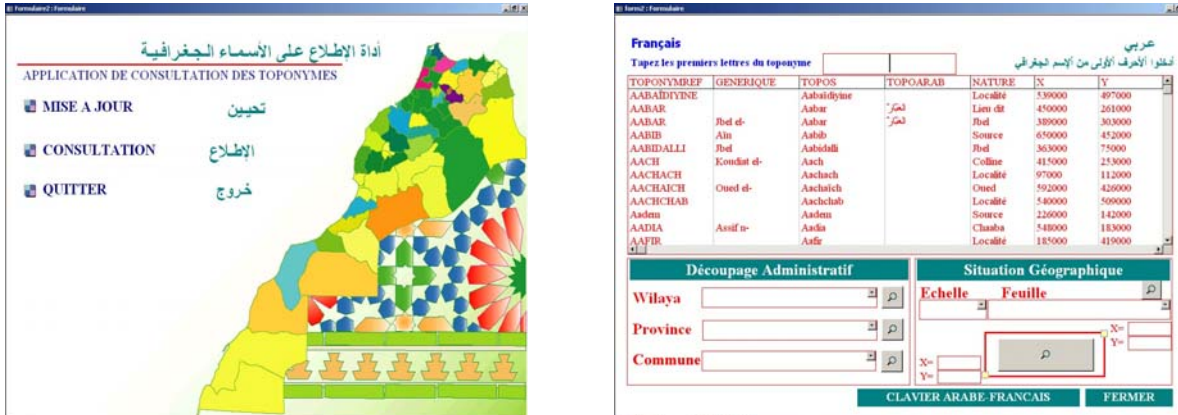 Formulaire2 : Formulaire
أداة الإطلاع على الأسماء الجغرافية
APPLICATION DE CONSULTATION DES TOPONYMES
MISE A JOUR تحيين
CONSULTATION الإطلاع
QUITTER خروج
form2 : Formulaire
Français عربي
Tapez les premiers lettres du toponyme أدخلوا الأحرف الأولى من الإسم الجغرافي
TOPONYMREF GENERIQUE TOPOS TOPOARAB NATURE X Y
AABAÏDIYINE Aabaïdiyine Localité 539000 497000
AABAR Aabar Lieu dit 450000 261000
AABAR Jbel el- Aabar Jbel 389000 303000
AABIB Aïn Aabib Source 650000 452000
AABIDALLI Jbel Aabidalli Jbel 363000 75000
AACH Koudiat el- Aach Colline 415000 253000
AACHACH Aachach Localité 97000 112000
AACHAICH Oued el- Aachaïch Oued 592000 426000
AACHCHAB Aachchab Localité 540000 509000
Aadem Aadem Source 226000 142000
AADIA Assif n- Aadia Chaaba 548000 183000
AAFIR Aafir Localité 185000 419000
Découpage Administratif Situation Géographique
Wilaya Echelle Feuille
Province X=
Y=
Commune X=
Y=
CLAVIER ARABE-FRANCAIS FERMER